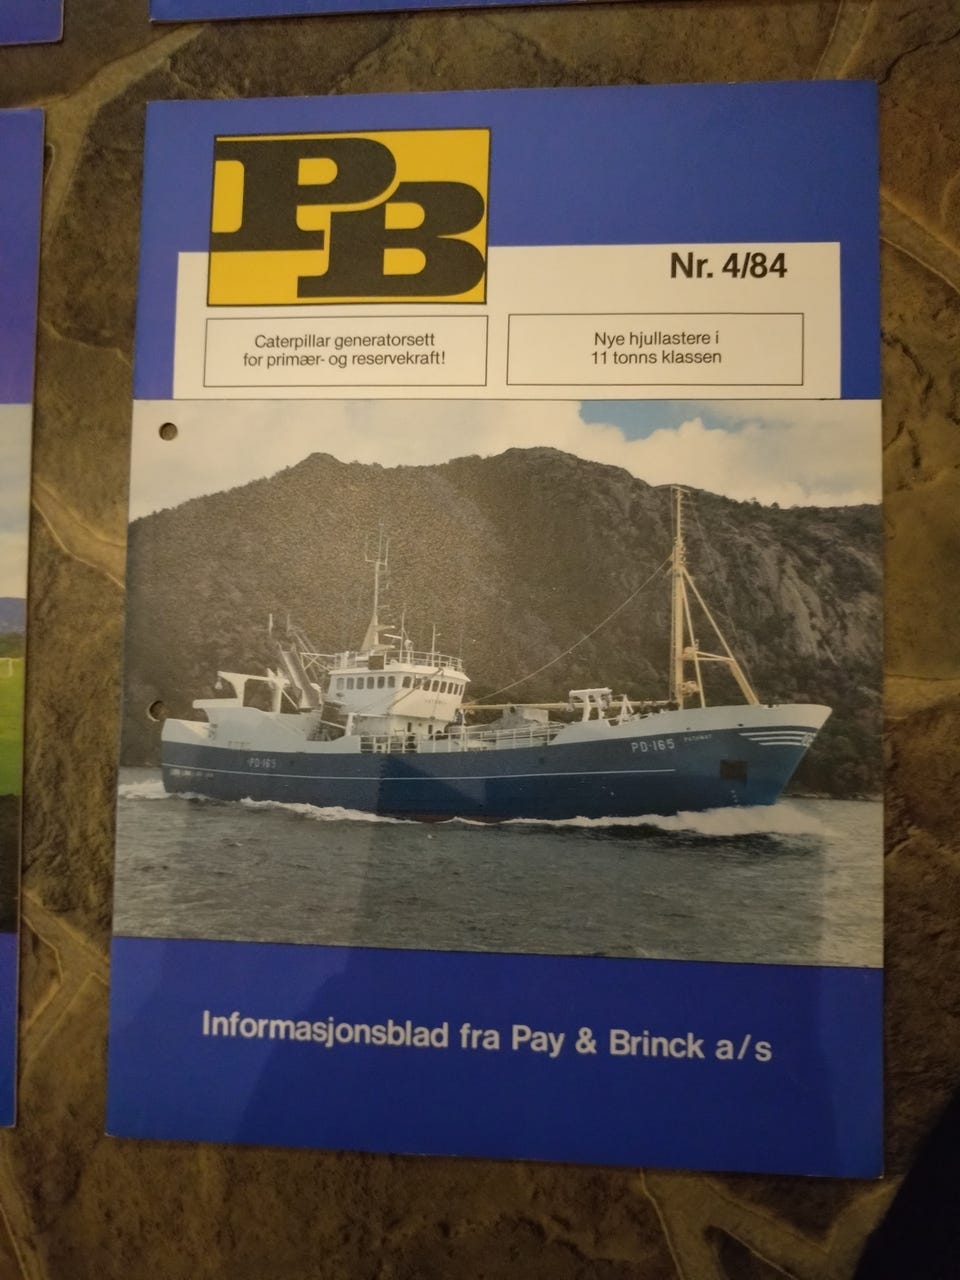 PB
Nr. 4/84
Caterpillar generatorsett
for primær- og reservekraft!
Nye hjullastere i
11 tonns klassen
PD-165
PATHWAY
PD-165
Informasjonsblad fra Pay & Brinck a/s